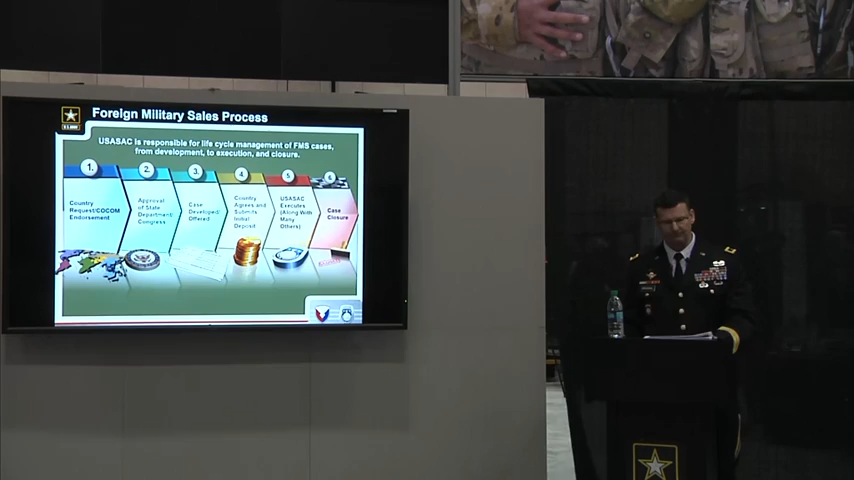 Foreign Military Sales Process
USASAC is responsible for life cycle management of FMS cases,
from development, to execution, and closure.
1.
2.
3.
4
5
6
Country
Request/COCOM
Endorsement
Approval of
State
Department/
Congress
Case
Developed/
Offered
Country
Agrees and
Submits
Initial
Deposit
USASAC
Executes
(Along With
Many
Others)
Case
Closure